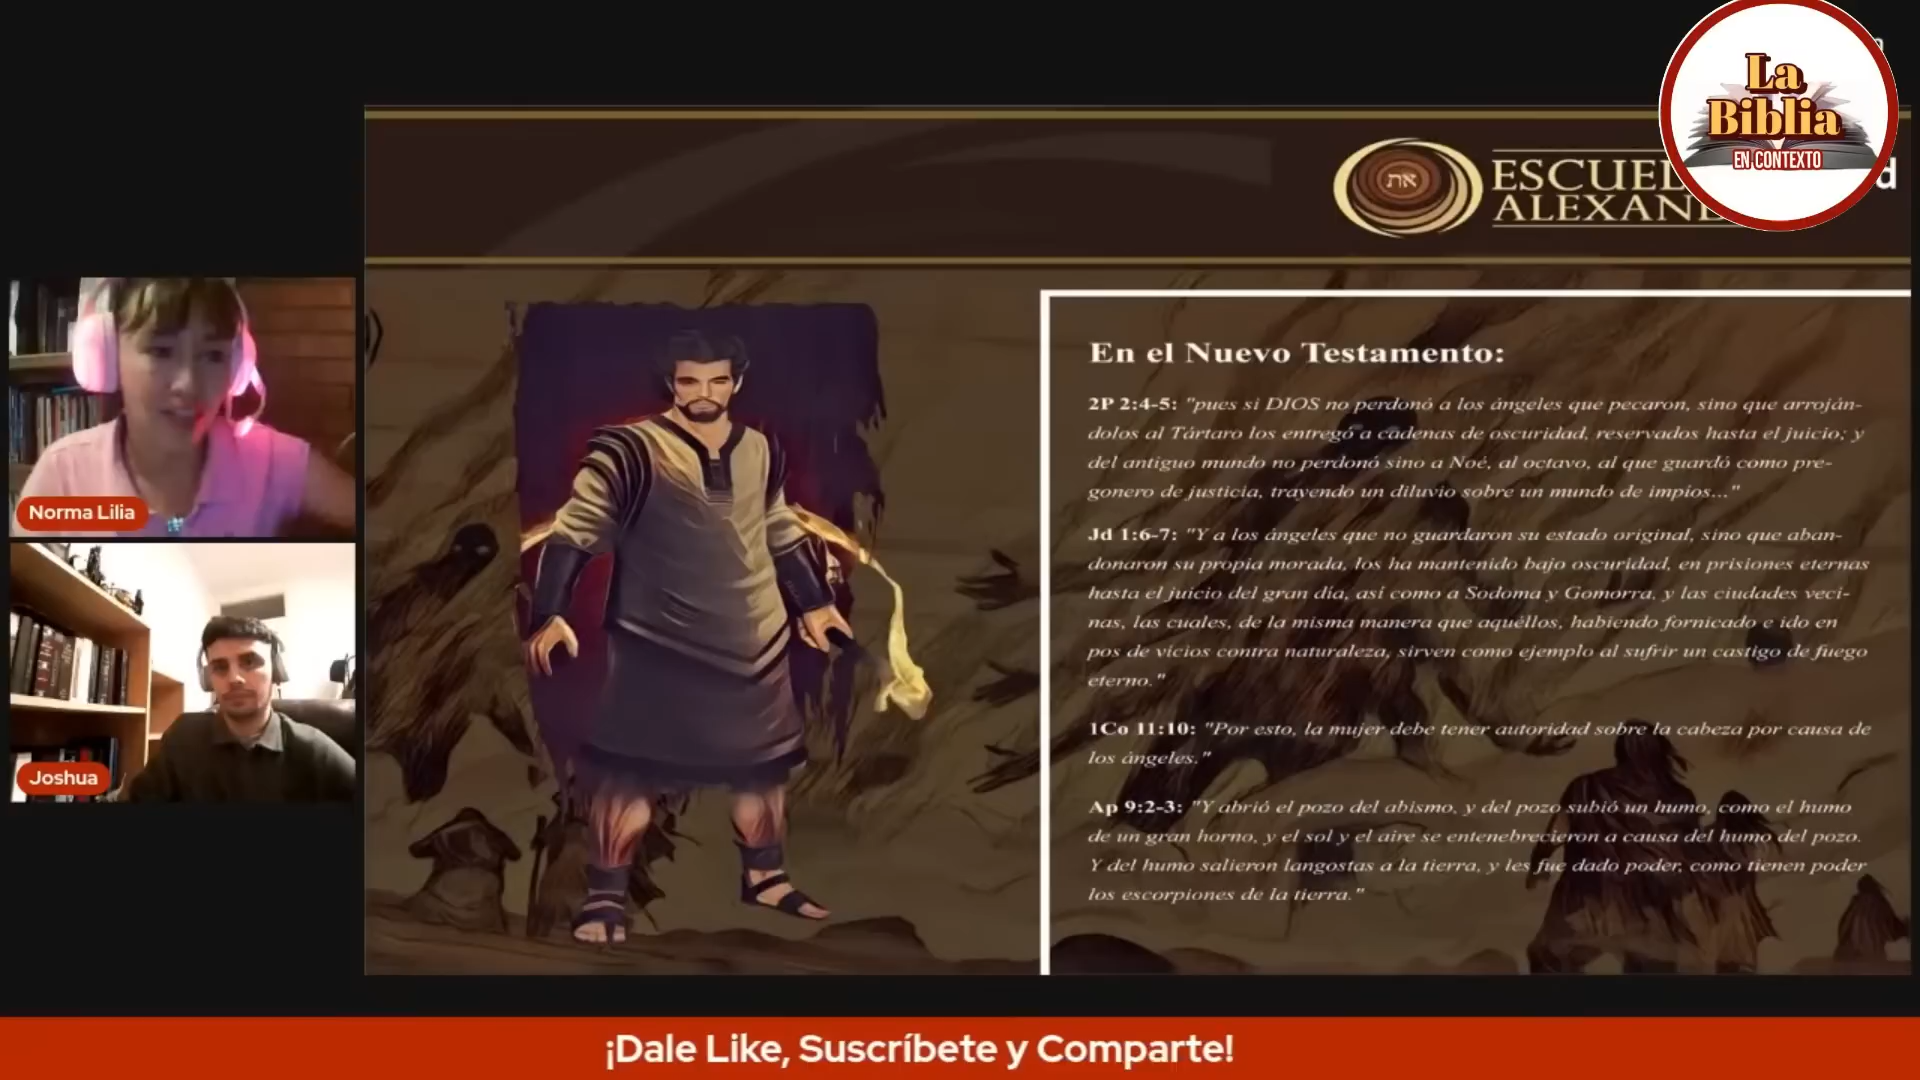 La
Biblia
EN CONTEXTO
את
ESCUEL
ALEXAN
d
En el Nuevo Testamento:
2P 2:4-5: "pues si DIOS no perdonó a los ángeles que pecaron, sino que arroján-
dolos al Tártaro los entregó a cadenas de oscuridad, reservados hasta el juicio; y
del antiguo mundo no perdonó sino a Noé, al octavo, al que guardó como pre-
gonero de justicia, trayendo un diluvio sobre un mundo de impíos..."
Jd 1:6-7: "Y a los ángeles que no guardaron su estado original, sino que aban-
donaron su propia morada, los ha mantenido bajo oscuridad, en prisiones eternas
hasta el juicio del gran día, así como a Sodoma y Gomorra, y las ciudades veci-
nas, las cuales, de la misma manera que aquéllos, habiendo fornicado e ido en
pos de vicios contra naturaleza, sirven como ejemplo al sufrir un castigo de fuego
eterno."
1Co 11:10: "Por esto, la mujer debe tener autoridad sobre la cabeza por causa de
los ángeles."
Ap 9:2-3: "Y abrió el pozo del abismo, y del pozo subió un humo, como el humo
de un gran horno, y el sol y el aire se entenebrecieron a causa del humo del pozo.
Y del humo salieron langostas a la tierra, y les fue dado poder, como tienen poder
los escorpiones de la tierra."
Norma Lilia
Joshua
¡Dale Like, Suscríbete y Comparte!